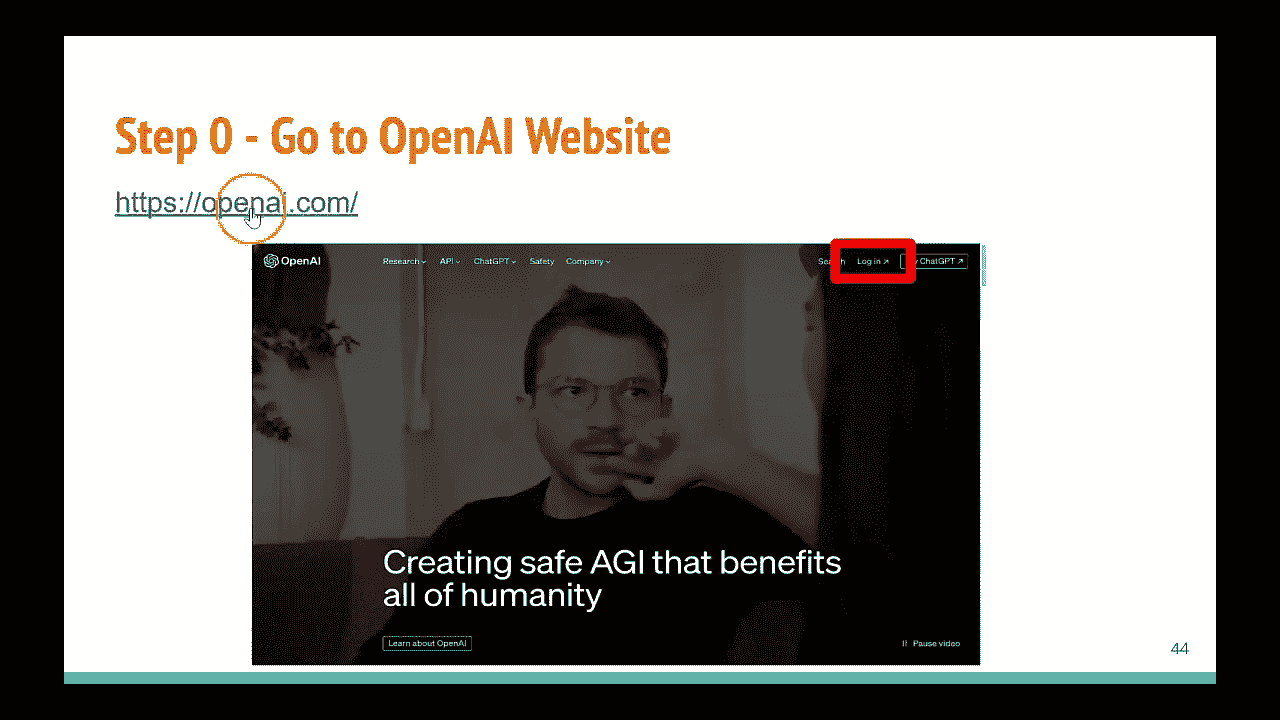 Step 0 - Go to OpenAI Website
https://openai.com/
OpenAI Research API ChatGPT Safety Company Log in ChatGPT
Creating safe AGI that benefits
all of humanity
Learn about OpenAI Pause video
44